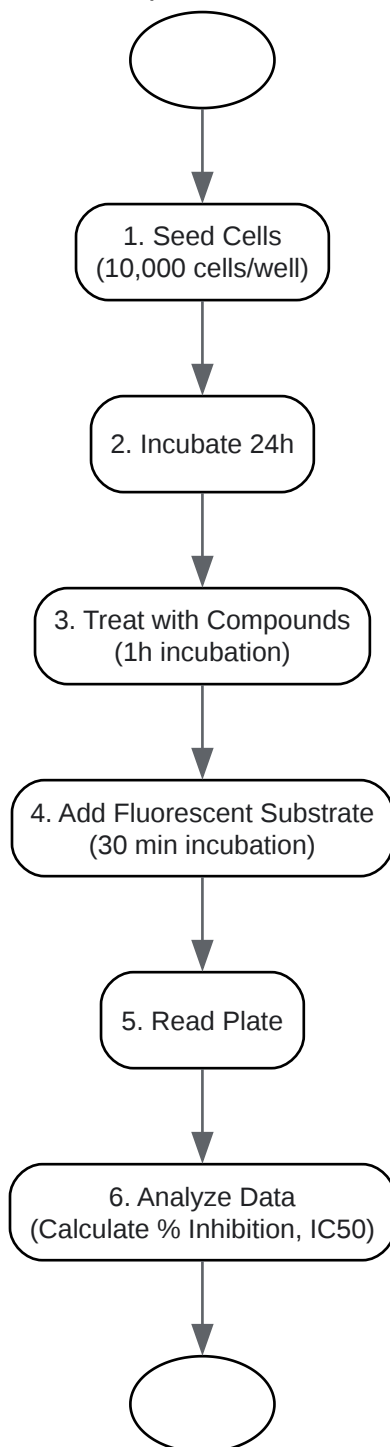 1. Seed Cells
(10,000 cells/well)
2. Incubate 24h
3. Treat with Compounds
(1h incubation)
4. Add Fluorescent Substrate
(30 min incubation)
5. Read Plate
6. Analyze Data
(Calculate % Inhibition, IC50)